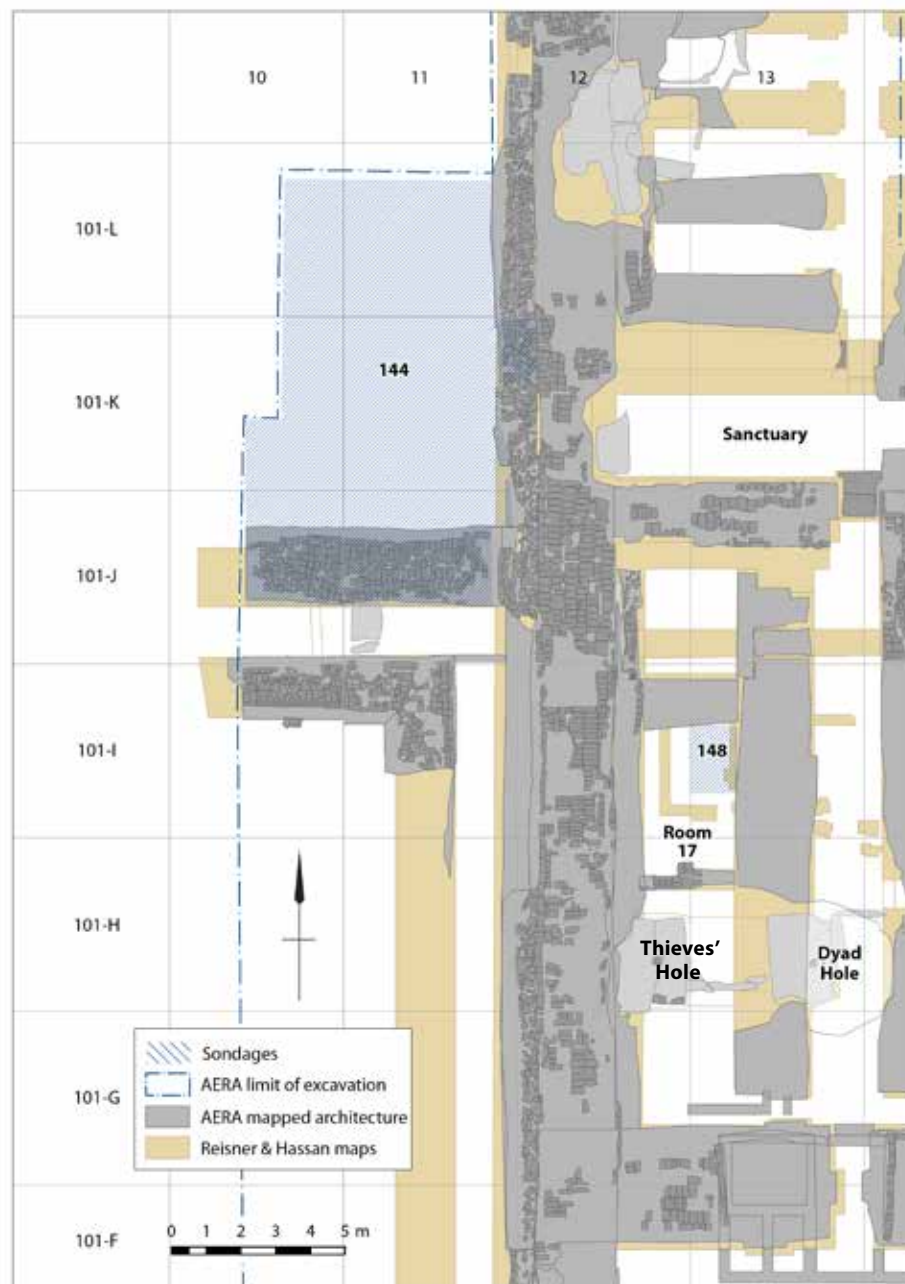 10
11
12
13
101-L
101-K
144
Sanctuary
101-J
101-I
148
Room
17
101-H
Thieves’
Hole
Dyad
Hole
101-G
Sondages
AERA limit of excavation
AERA mapped architecture
Reisner & Hassan maps
101-F
0 1 2 3 4 5 m